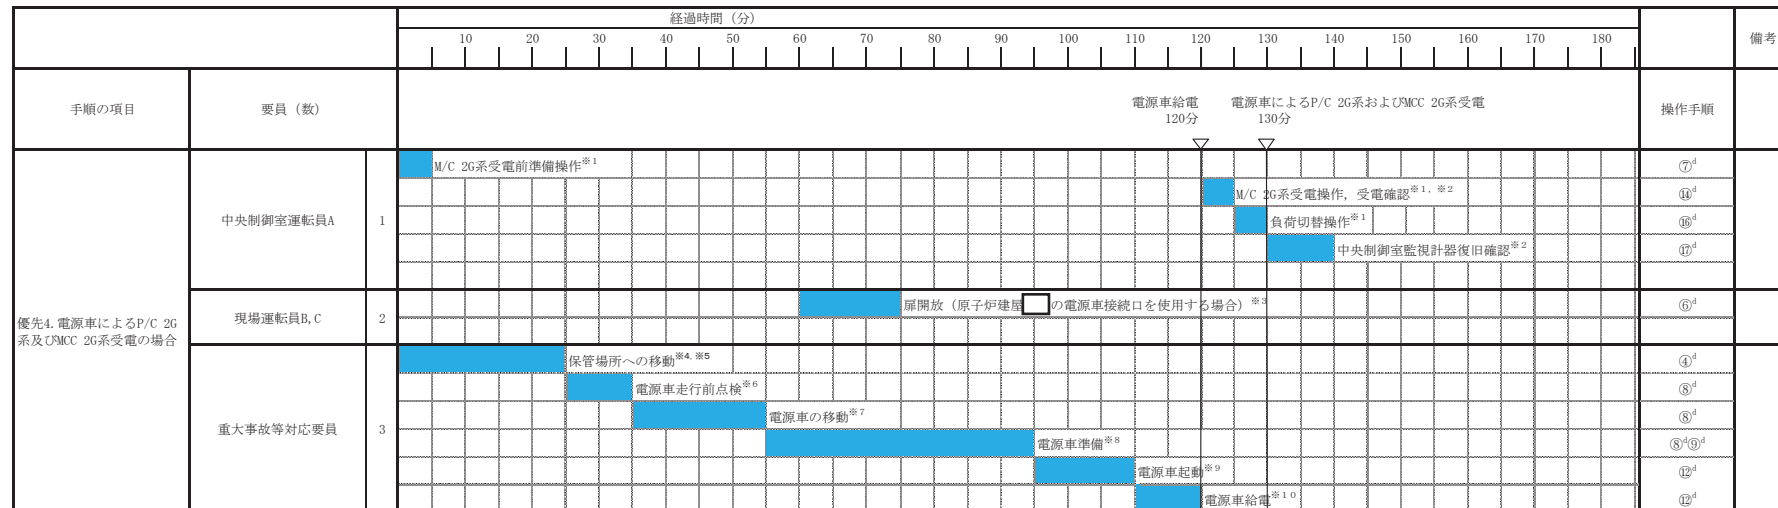 経過時間（分）
備考
10 20 30 40 50 60 70 80 90 100 110 120 130 140 150 160 170 180
手順の項目
要員（数）
電源車給電
120分
電源車によるP/C 2G系およびMCC 2G系受電
130分
操作手順
優先4.電源車によるP/C 2G
系及びMCC 2G系受電の場合
中央制御室運転員A
1
M/C 2G系受電前準備操作※1
⑦d
M/C 2G系受電操作，受電確認※1，※2
⑭d
負荷切替操作※1
⑯d
中央制御室監視計器復旧確認※2
⑰d
現場運転員B,C
2
扉開放（原子炉建屋 の電源車接続口を使用する場合）※3
⑥d
重大事故等対応要員
3
保管場所への移動※4，※5
④d
電源車走行前点検※6
⑧d
電源車の移動※7
⑧d
電源車準備※8
⑧d⑨d
電源車起動※9
⑫d
電源車給電※10
⑫d